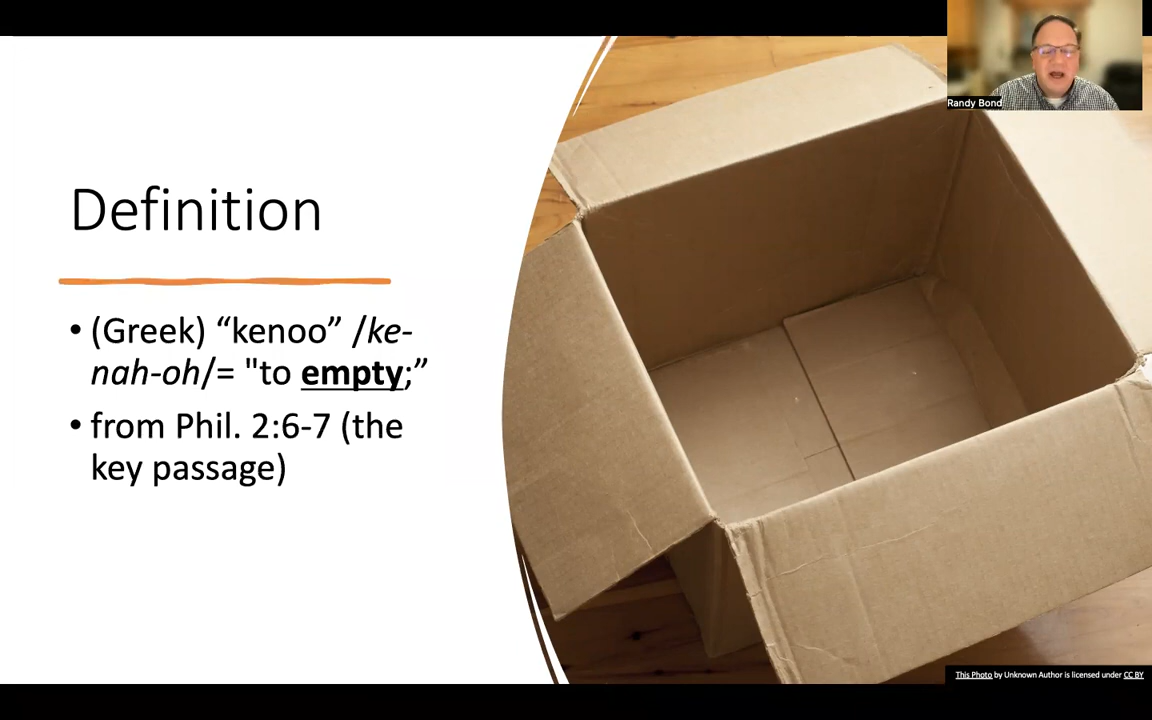 Randy Bond
Definition
• (Greek) “kenoo” /ke-
nah-oh/= "to empty;”
• from Phil. 2:6-7 (the
key passage)
This Photo by Unknown Author is licensed under CC BY